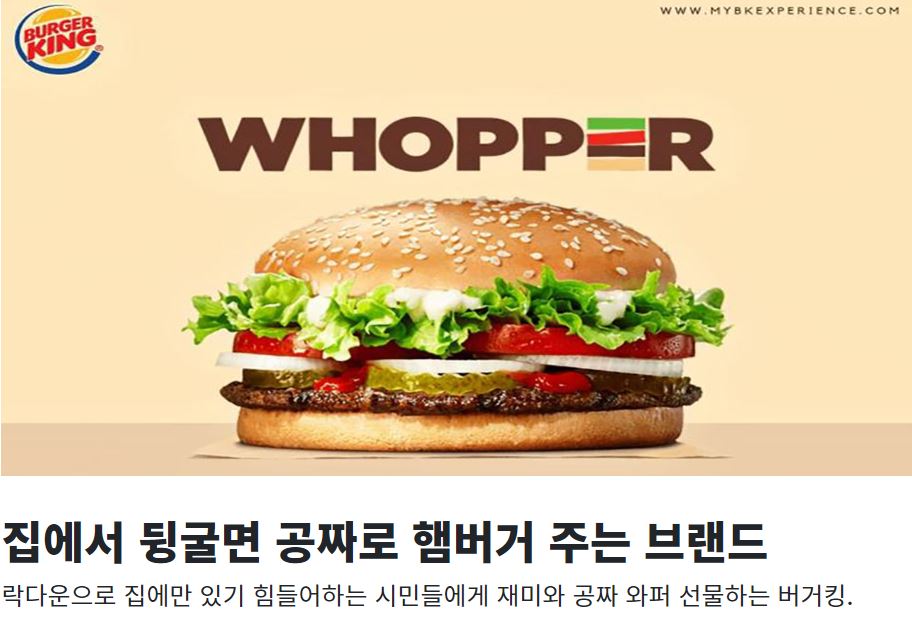 BURGER
KING®
WWW.MYBKEXPERIENCE.COM
WHOPPER
집에서 뒹굴면 공짜로 햄버거 주는 브랜드
락다운으로 집에만 있기 힘들어하는 시민들에게 재미와 공짜 와퍼 선물하는 버거킹.